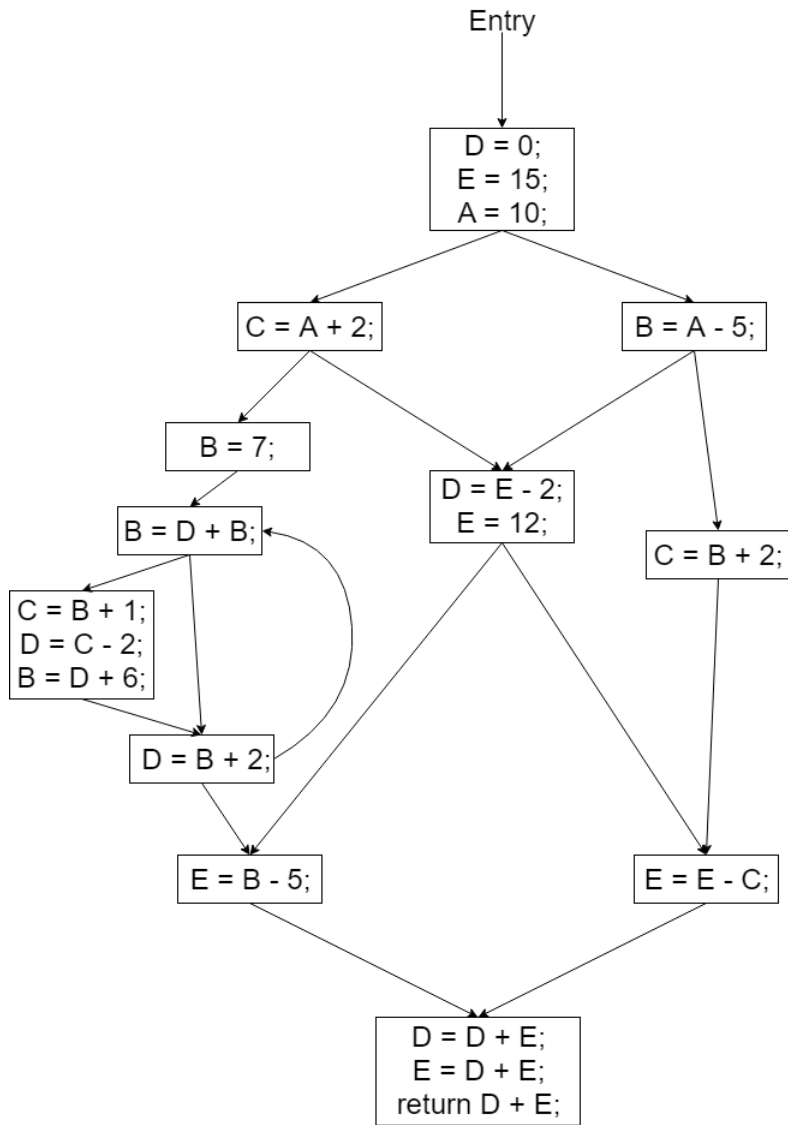 Entry
D = 0;
E = 15;
A = 10;
C = A + 2;
B = A - 5;
B = 7;
D = E - 2;
E = 12;
B = D + B;
C = B + 2;
C = B + 1;
D = C - 2;
B = D + 6;
D = B + 2;
E = B - 5;
E = E - C;
D = D + E;
E = D + E;
return D + E;